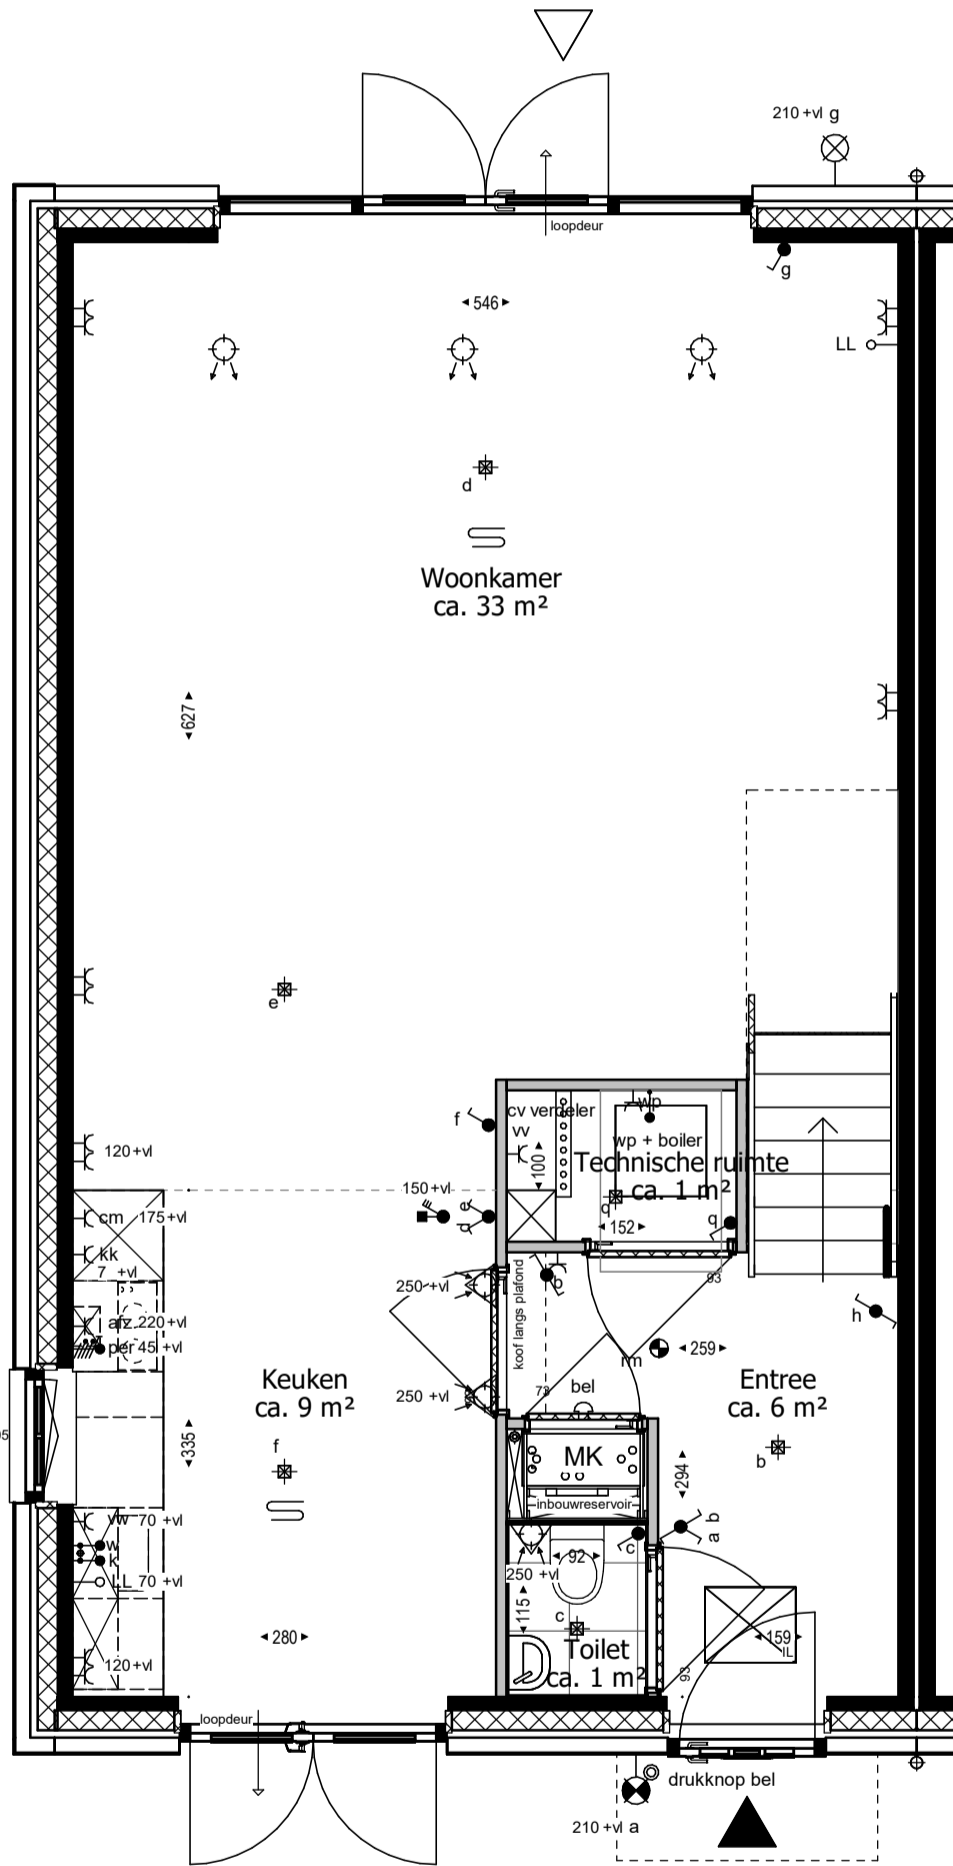 210 +vl g
loopdeur
g
546
LL
d
Woonkamer
ca. 33 m²
627
e
cv verdeler
wp
vv
wp + boiler
f
100
120 +vl
Technische ruimte
ca. 1 m²
150 +vl
e
d
q
152
q
cm 175 +vl
kk
7 +vl
afz 220 +vl
per 45 +vl
250 +vl
b
koof langs plafond
93
h
rm
259
73
bel
250 +vl
Keuken
ca. 9 m²
Entree
ca. 6 m²
335
f
MK
b
294
inbouwreservoir
vw 70 +vl
w
k
LL 70 +vl
c
a b
92
250 +vl
115
c
280
Toilet
ca. 1 m²
120 +vl
159
IL
93
loopdeur
drukknop bel
210 +vl a